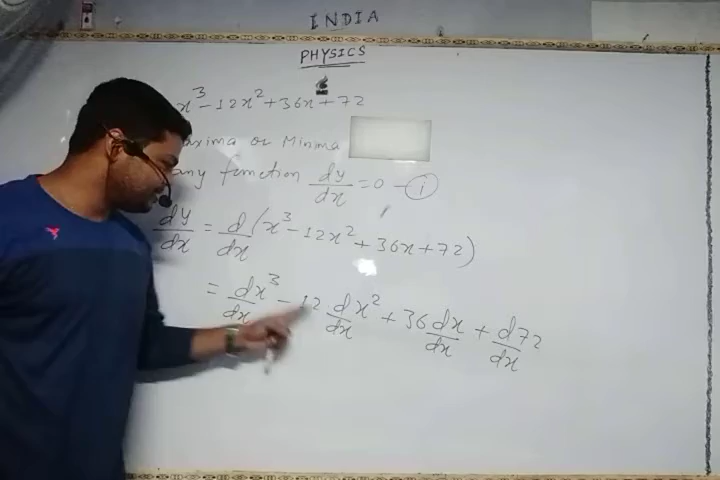 INDIA
PHYSICS
x³ - 12x² + 36x + 72
Maxima or Minima
any function dy/dx = 0 - (i)
dy/dx = d/dx (x³ - 12x² + 36x + 72)
= dx³/dx - 12 dx²/dx + 36 dx/dx + d72/dx